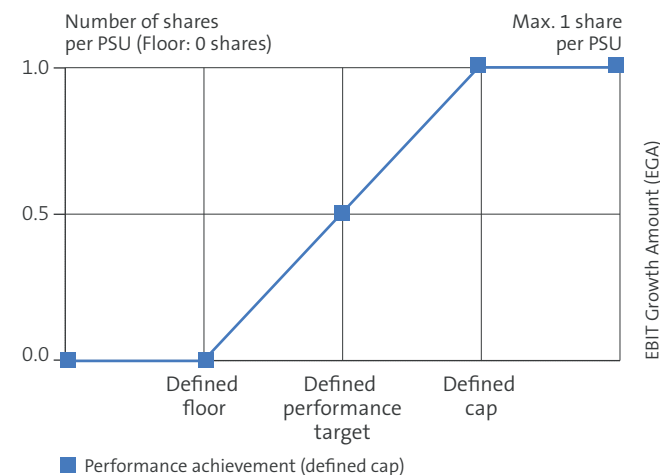 Number of shares
per PSU (Floor: 0 shares)
Max. 1 share
per PSU
1.0
0.5
0.0
EBIT Growth Amount (EGA)
Defined
floor
Defined
performance
target
Defined
cap
Performance achievement (defined cap)